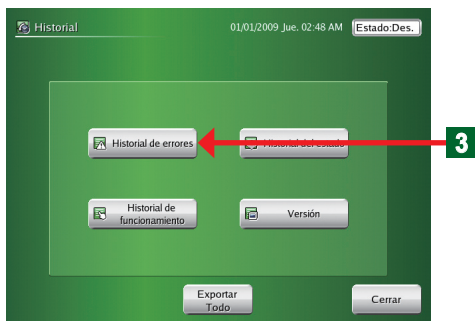 Historial
01/01/2009 Jue. 02:48 AM
Estado:Des.
Historial de errores
Historial del estado
3
Historial de
funcionamiento
Versión
Exportar
Todo
Cerrar